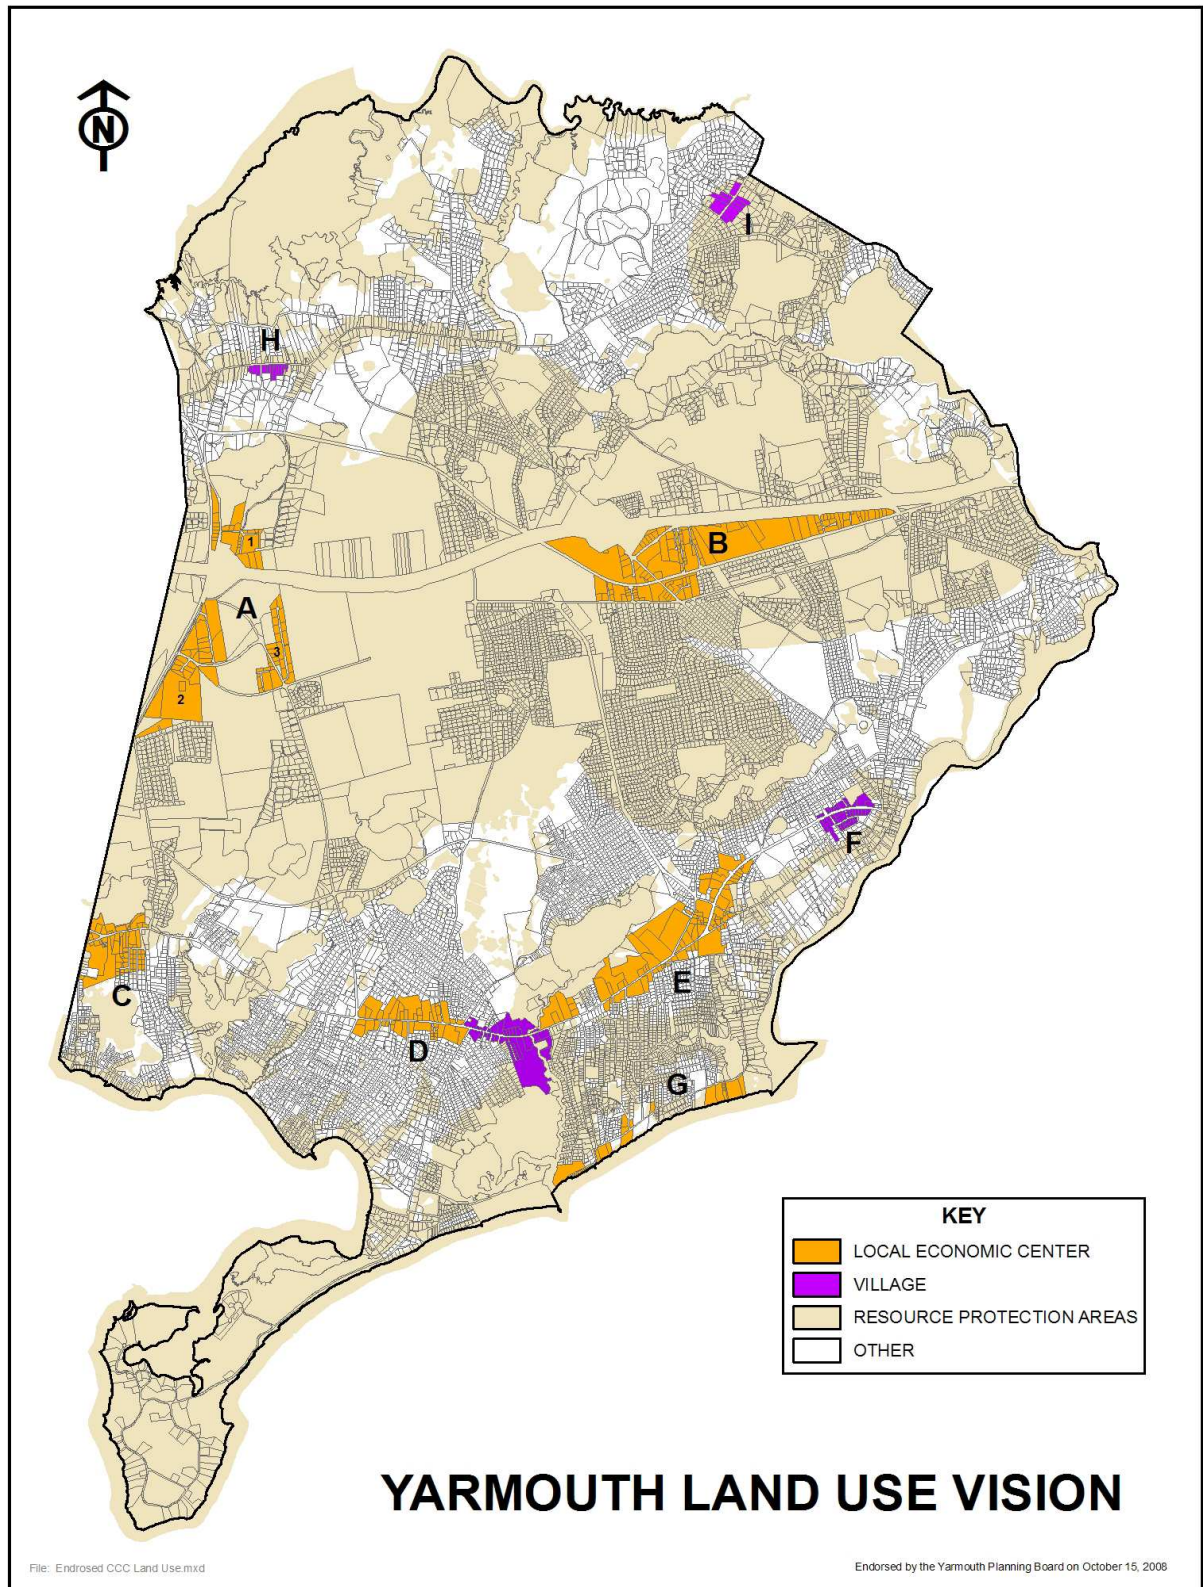 N
I
H
B
1
A
3
2
F
E
C
D
G
KEY
LOCAL ECONOMIC CENTER
VILLAGE
RESOURCE PROTECTION AREAS
OTHER
YARMOUTH LAND USE VISION
File: Endrosed CCC Land Use.mxd
Endorsed by the Yarmouth Planning Board on October 15, 2008